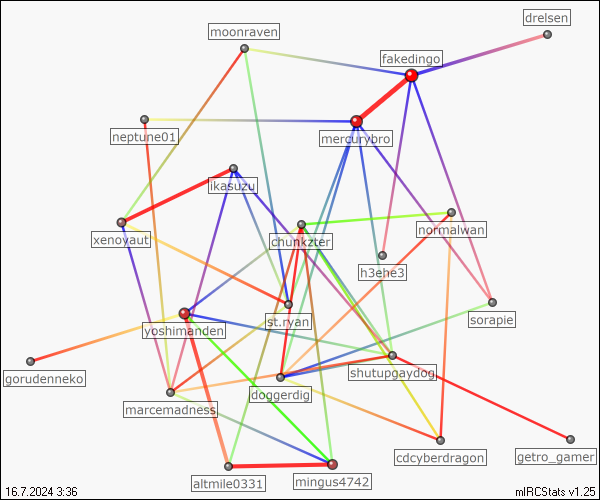 drelsen
moonraven
fakedingo
neptune01
mercurybro
ikasuzu
normalwan
xenoyaut
chunkzter
h3ehe3
st.ryan
sorapie
yoshimanden
gorudenneko
shutupgaydog
doggerdig
marcemadness
cdcyberdragon
getro_gamer
altmile0331
mingus4742
16.7.2024 3:36
mIRCStats v1.25